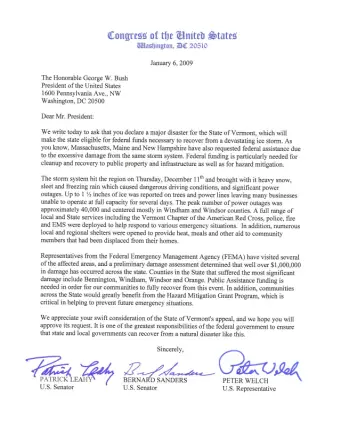 Congress of the United States
Washington, DC 20510
January 6, 2009
The Honorable George W. Bush
President of the United States
1600 Pennsylvania Ave., NW
Washington, DC 20500
Dear Mr. President:
We write today to ask that you declare a major disaster for the State of Vermont, which will
make the state eligible for federal funds necessary to recover from a devastating ice storm. As
you know, Massachusetts, Maine and New Hampshire have also requested federal assistance due
to the excessive damage from the same storm system. Federal funding is particularly needed for
cleanup and recovery to public property and infrastructure as well as for hazard mitigation.
The storm system hit the region on Thursday, December 11th and brought with it heavy snow,
sleet and freezing rain which caused dangerous driving conditions, and significant power
outages. Up to 1 ½ inches of ice was reported on trees and power lines leaving many businesses
unable to operate at full capacity for several days. The peak number of power outages was
approximately 40,000 and centered mostly in Windham and Windsor counties. A full range of
local and State services including the Vermont Chapter of the American Red Cross, police, fire
and EMS were deployed to help respond to various emergency situations. In addition, numerous
local and regional shelters were opened to provide heat, meals and other aid to community
members that had been displaced from their homes.
Representatives from the Federal Emergency Management Agency (FEMA) have visited several
of the affected areas, and a preliminary damage assessment determined that well over $1,000,000
in damage has occurred across the state. Counties in the State that suffered the most significant
damage include Bennington, Windham, Windsor and Orange. Public Assistance funding is
needed in order for our communities to fully recover from this event. In addition, communities
across the State would greatly benefit from the Hazard Mitigation Grant Program, which is
critical in helping to prevent future emergency situations.
We appreciate your swift consideration of the State of Vermont's appeal, and we hope you will
approve its request. It is one of the greatest responsibilities of the federal government to ensure
that state and local governments can recover from a natural disaster like this.
Sincerely,
Patrick Leahy Bernard Sanders Peter Welch
PATRICK LEAHY BERNARD SANDERS PETER WELCH
U.S. Senator U.S. Senator U.S. Representative